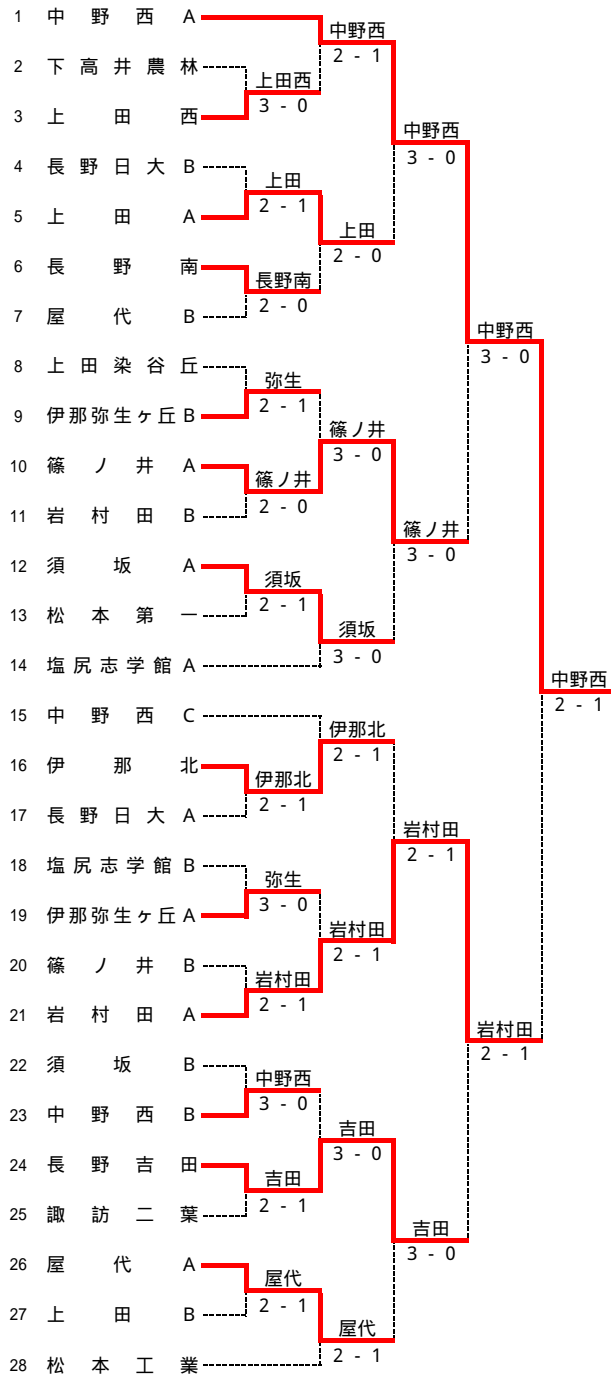 1 中野西A
2 下高井農林
3 上田西
4 長野日大B
5 上田A
6 長野南
7 屋代B
8 上田染谷丘
9 伊那弥生ヶ丘B
10 篠ノ井A
11 岩村田B
12 須坂A
13 松本第一
14 塩尻志学館A
15 中野西C
16 伊那北
17 長野日大A
18 塩尻志学館B
19 伊那弥生ヶ丘A
20 篠ノ井B
21 岩村田A
22 須坂B
23 中野西B
24 長野吉田
25 諏訪二葉
26 屋代A
27 上田B
28 松本工業
上田西
3 - 0
上田
2 - 1
長野南
2 - 0
弥生
2 - 1
篠ノ井
2 - 0
須坂
2 - 1
伊那北
2 - 1
弥生
3 - 0
岩村田
2 - 1
中野西
3 - 0
吉田
2 - 1
屋代
2 - 1
中野西
2 - 1
上田
2 - 0
篠ノ井
3 - 0
須坂
3 - 0
伊那北
2 - 1
岩村田
2 - 1
吉田
3 - 0
屋代
2 - 1
中野西
3 - 0
篠ノ井
3 - 0
岩村田
2 - 1
吉田
3 - 0
中野西
3 - 0
岩村田
2 - 1
中野西
2 - 1